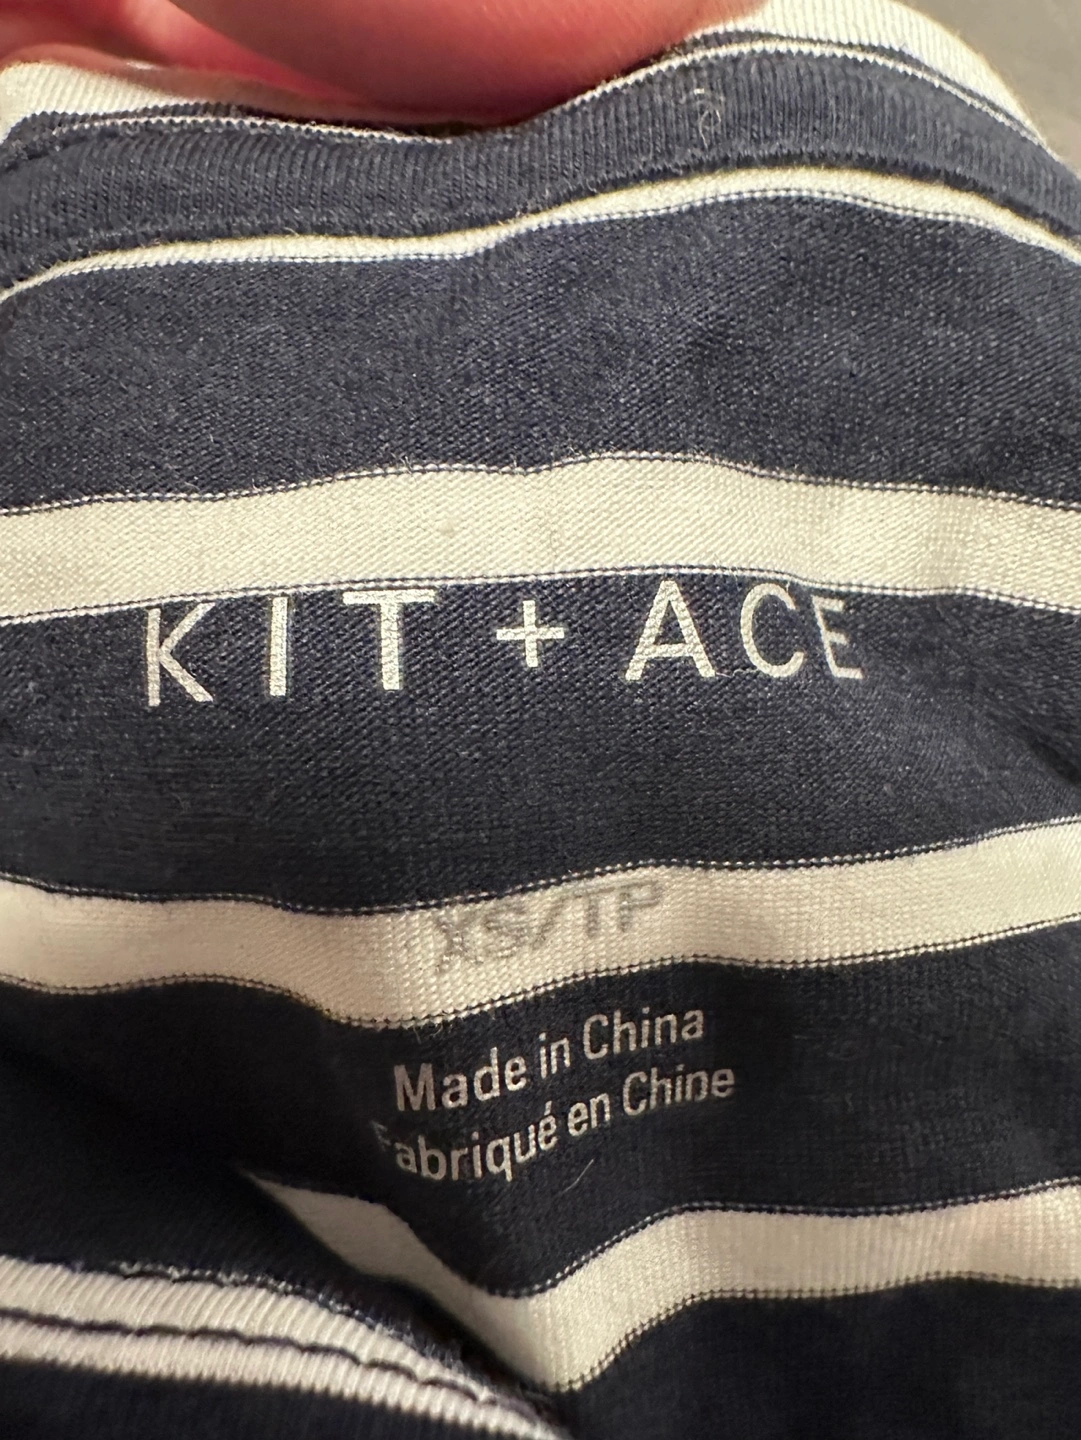 KIT + ACE
XS/TP
Made in China
Fabriqué en Chine